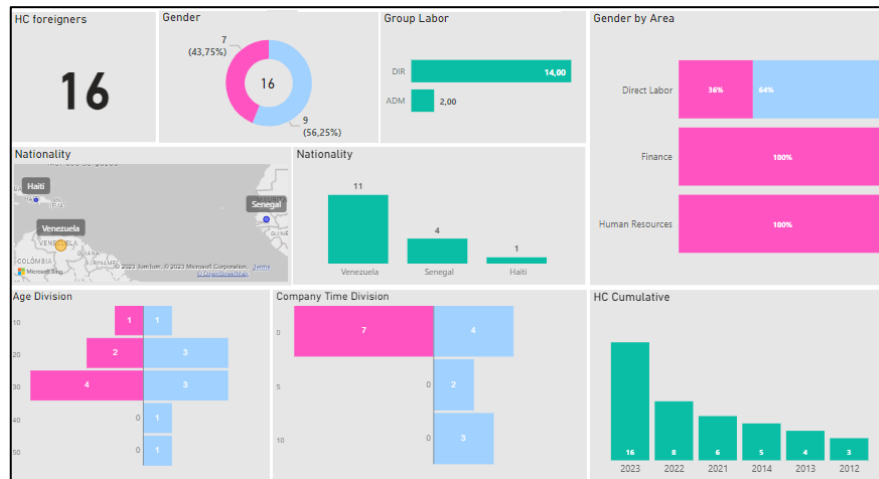 HC foreigners
16
Gender
7
(43,75%)
16
9
(56,25%)
Group Labor
DIR
14,00
ADM
2,00
Gender by Area
Direct Labor
36%
64%
Finance
100%
Human Resources
100%
Nationality
Haiti
Senegal
Venezuela
VENEZUELA
COLÔMBIA
Microsoft Bing
© 2023 TomTom, © 2023 Microsoft Corporation, Terms
© OpenStreetMap
Nationality
11
4
1
Venezuela
Senegal
Haiti
Age Division
10
1
1
20
2
3
30
4
3
40
0
1
50
0
1
Company Time Division
0
7
4
5
0
2
10
0
3
HC Cumulative
16
8
6
5
4
3
2023
2022
2021
2014
2013
2012